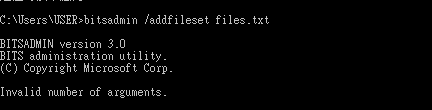 C:\Users\USER>bitsadmin /addfileset files.txt
BITSADMIN version 3.0
BITS administration utility.
(C) Copyright Microsoft Corp.
Invalid number of arguments.